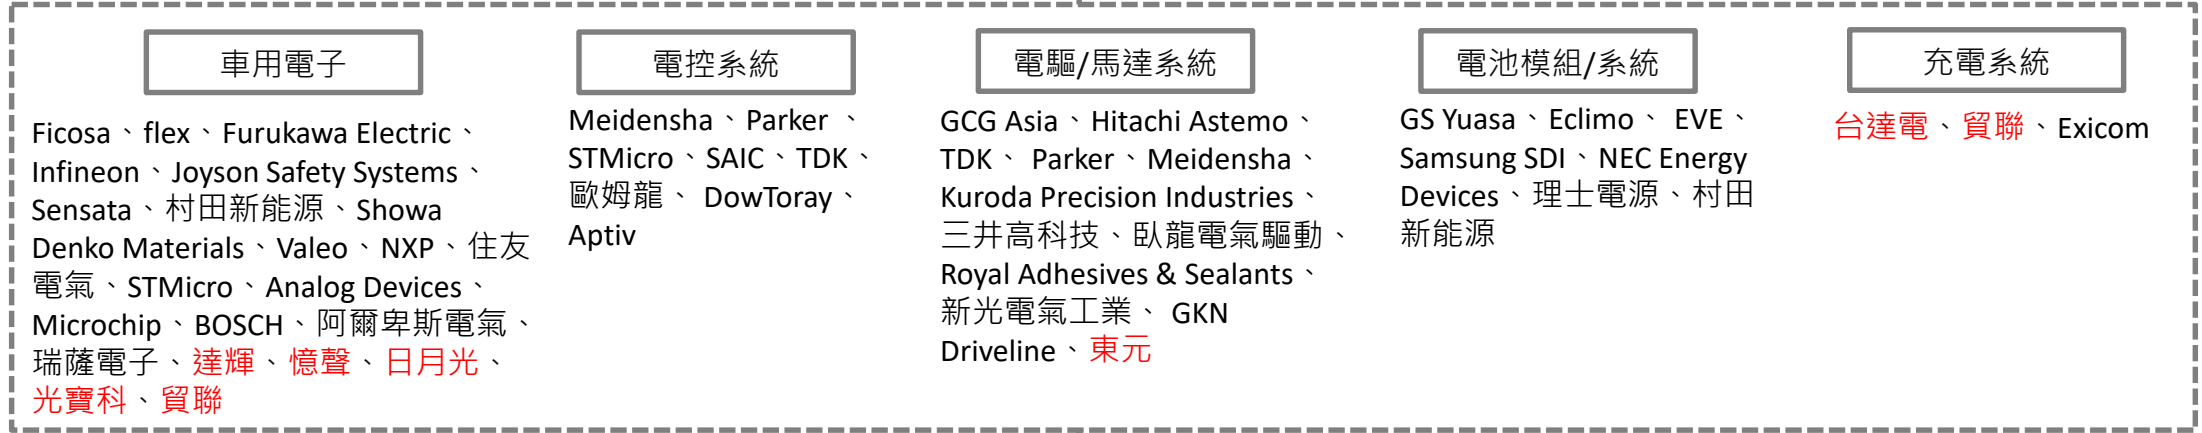 車用電子
Ficosa、flex、Furukawa Electric、
Infineon、Joyson Safety Systems、
Sensata、村田新能源、Showa
Denko Materials、Valeo、NXP、住友
電氣、STMicro、Analog Devices、
Microchip、BOSCH、阿爾卑斯電氣、
瑞薩電子、達輝、憶聲、日月光、
光寶科、貿聯
電控系統
Meidensha、Parker、
STMicro、SAIC、TDK、
歐姆龍、DowToray、
Aptiv
電驅/馬達系統
GCG Asia、Hitachi Astemo、
TDK、Parker、Meidensha、
Kuroda Precision Industries、
三井高科技、臥龍電氣驅動、
Royal Adhesives & Sealants、
新光電氣工業、GKN
Driveline、東元
電池模組/系統
GS Yuasa、Eclimo、EVE、
Samsung SDI、NEC Energy
Devices、理士電源、村田
新能源
充電系統
台達電、貿聯、Exicom